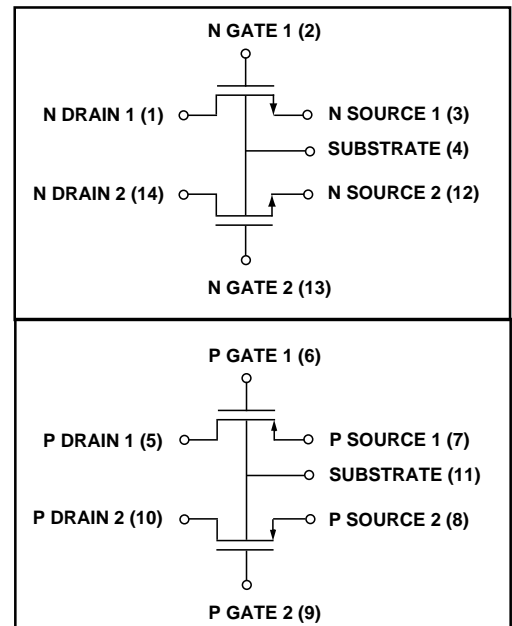 N GATE 1 (2)
N DRAIN 1 (1)
N SOURCE 1 (3)
SUBSTRATE (4)
N DRAIN 2 (14)
N SOURCE 2 (12)
N GATE 2 (13)
P GATE 1 (6)
P DRAIN 1 (5)
P SOURCE 1 (7)
SUBSTRATE (11)
P DRAIN 2 (10)
P SOURCE 2 (8)
P GATE 2 (9)